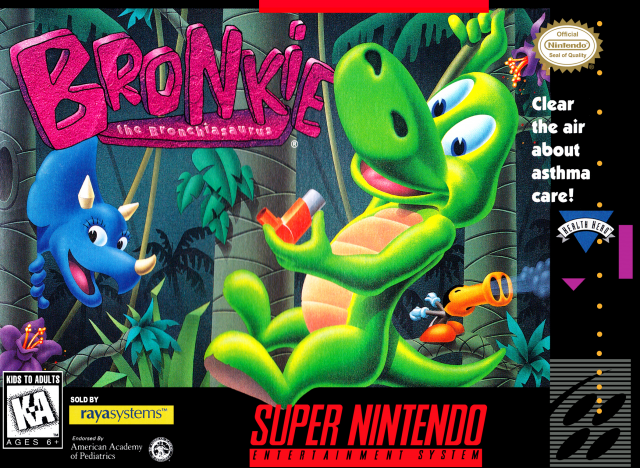 BRONKIE
the Bronchiasaurus
®
Official
Nintendo
Seal of Quality
Clear
the air
about
asthma
care!
HEALTH HERO
KIDS TO ADULTS
K-A
AGES 6+
SOLD BY
rayasystems™
Endorsed By
American Academy
of Pediatrics
SUPER NINTENDO
ENTERTAINMENT SYSTEM